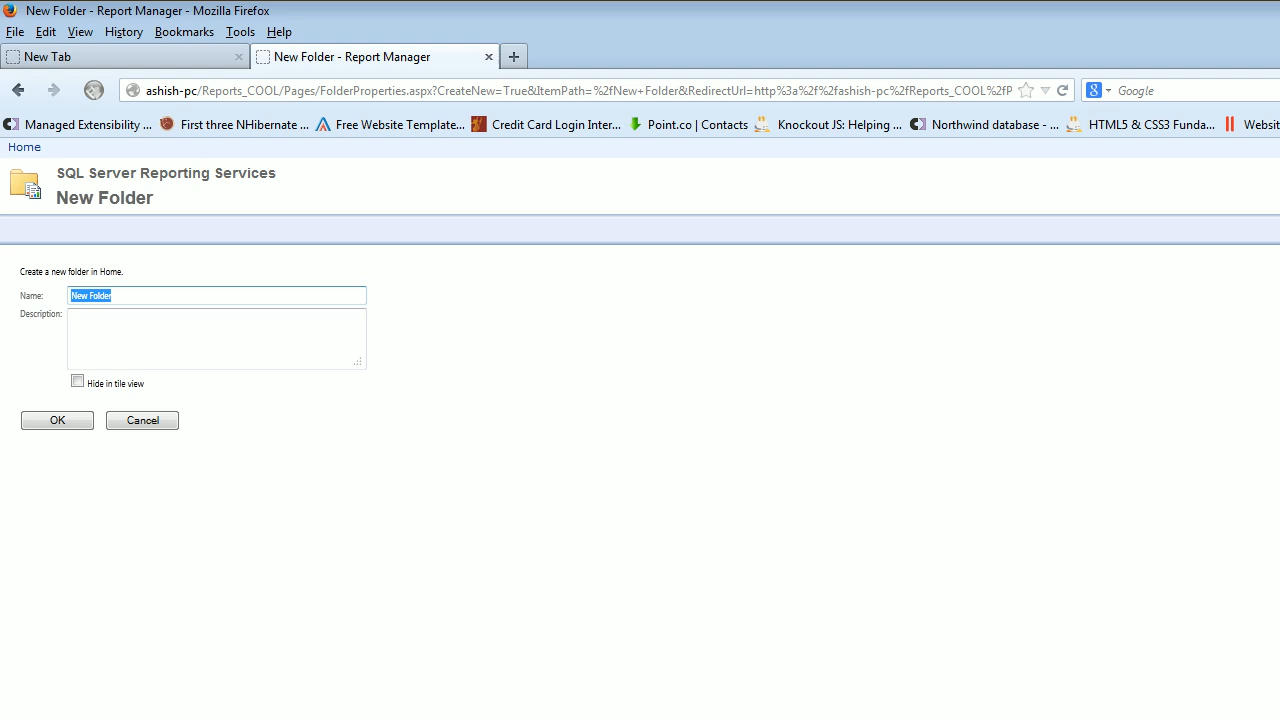 New Folder - Report Manager - Mozilla Firefox
File Edit View History Bookmarks Tools Help
New Tab × New Folder - Report Manager × +
ashish-pc/Reports_COOL/Pages/FolderProperties.aspx?CreateNew=True&ItemPath=%2fNew+Folder&RedirectUrl=http%3a%2f%2fashish-pc%2fReports_COOL%2fP 8 Google
Managed Extensibility ... First three NHibernate ... Free Website Template... Credit Card Login Inter... Point.co | Contacts Knockout JS: Helping ... Northwind database - ... HTML5 & CSS3 Funda... Websit
Home
SQL Server Reporting Services
New Folder
Create a new folder in Home.
Name: New Folder
Description:
Hide in tile view
OK Cancel